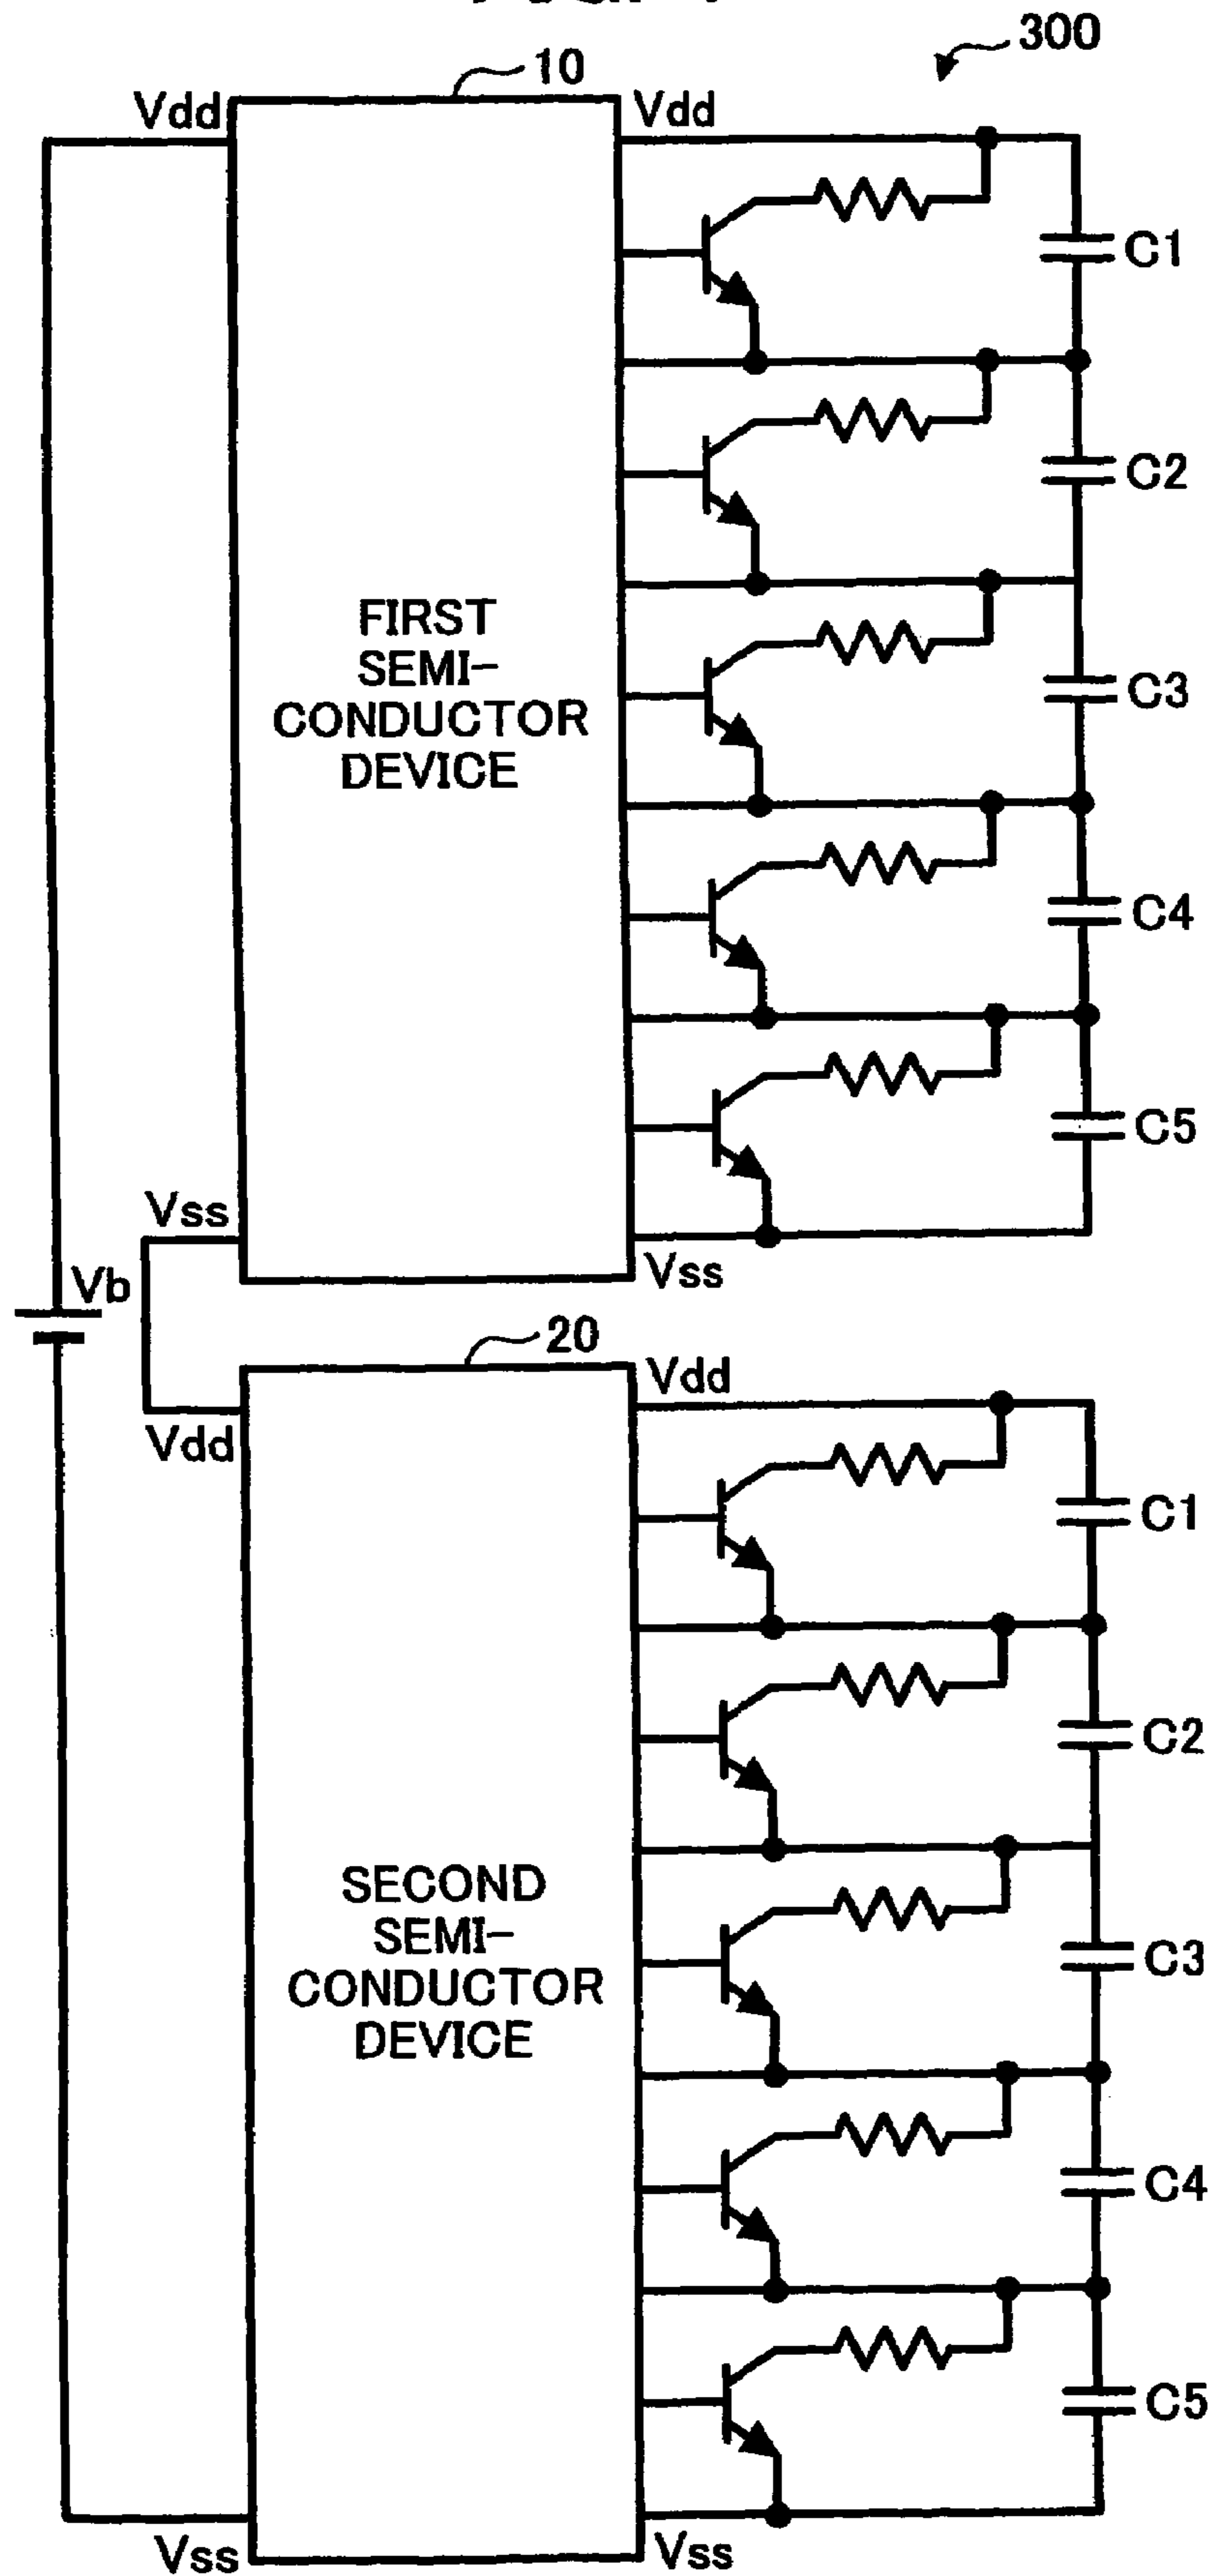 300
10
Vdd
Vdd
C1
C2
FIRST
SEMI-
CONDUCTOR
DEVICE
C3
C4
C5
Vss
Vss
Vb
20
Vdd
Vdd
C1
C2
SECOND
SEMI-
CONDUCTOR
DEVICE
C3
C4
C5
Vss
Vss